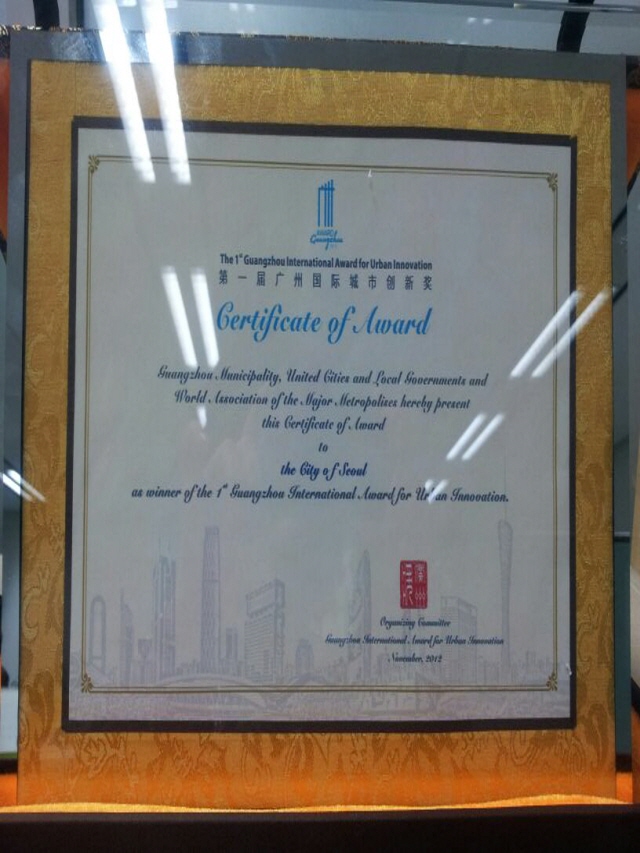 AWARD
Guangzhou
The 1st Guangzhou International Award for Urban Innovation
第一届广州国际城市创新奖
Certificate of Award
Guangzhou Municipality, United Cities and Local Governments and
World Association of the Major Metropolises hereby present
this Certificate of Award
to
the City of Seoul
as winner of the 1st Guangzhou International Award for Urban Innovation.
Organizing Committee
Guangzhou International Award for Urban Innovation
November, 2012